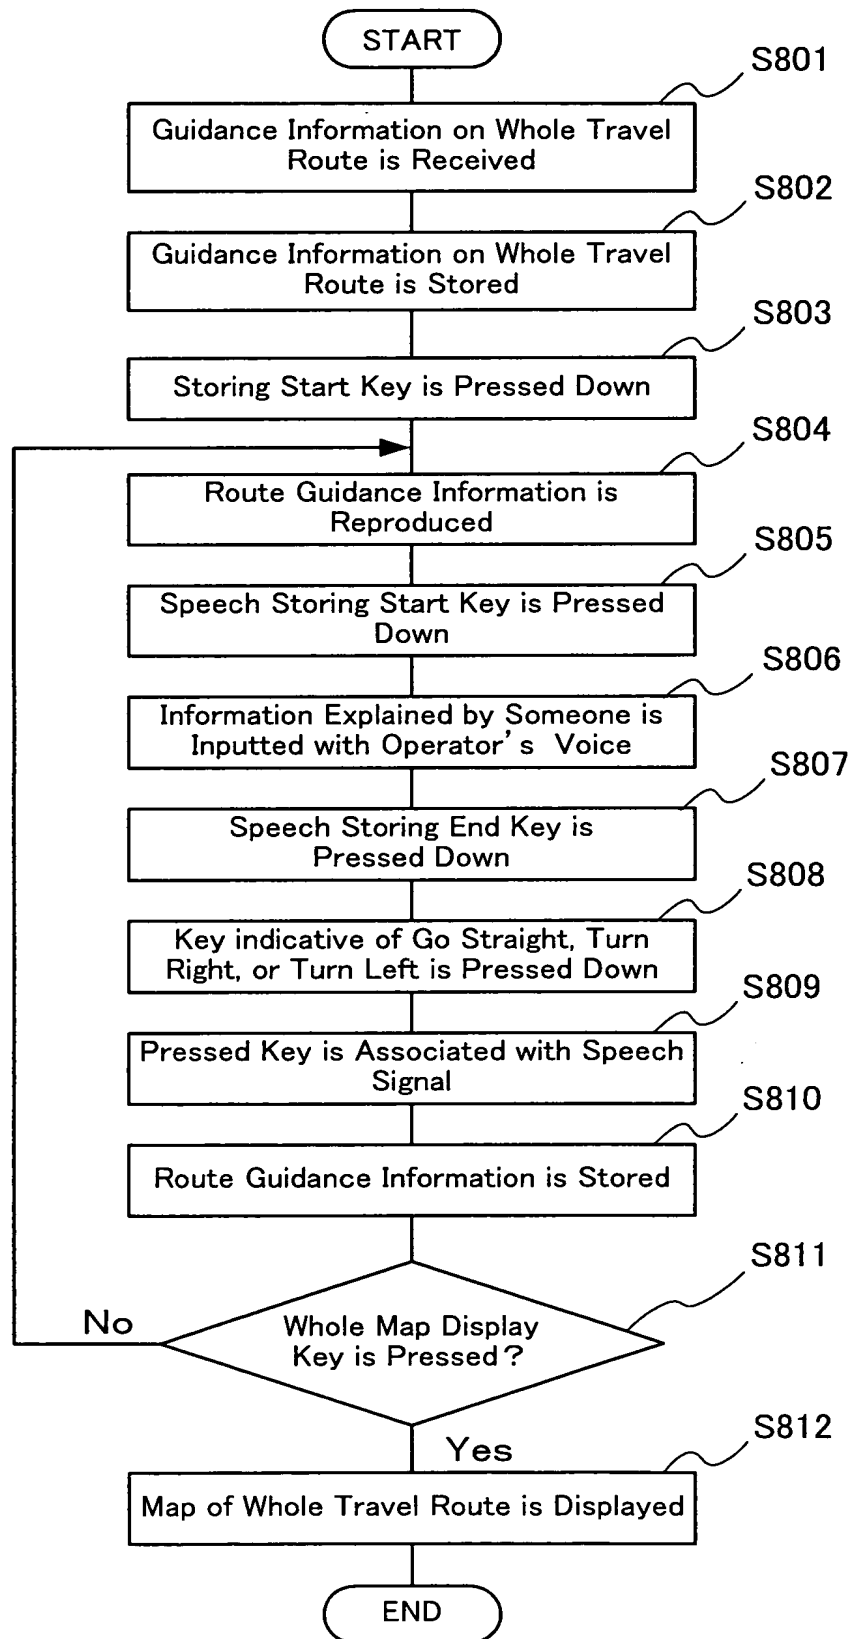 START
S801
Guidance Information on Whole Travel
Route is Received
S802
Guidance Information on Whole Travel
Route is Stored
S803
Storing Start Key is Pressed Down
S804
Route Guidance Information is
Reproduced
S805
Speech Storing Start Key is Pressed
Down
S806
Information Explained by Someone is
Inputted with Operator's Voice
S807
Speech Storing End Key is
Pressed Down
S808
Key indicative of Go Straight, Turn
Right, or Turn Left is Pressed Down
S809
Pressed Key is Associated with Speech
Signal
S810
Route Guidance Information is Stored
S811
No
Whole Map Display
Key is Pressed?
Yes
S812
Map of Whole Travel Route is Displayed
END